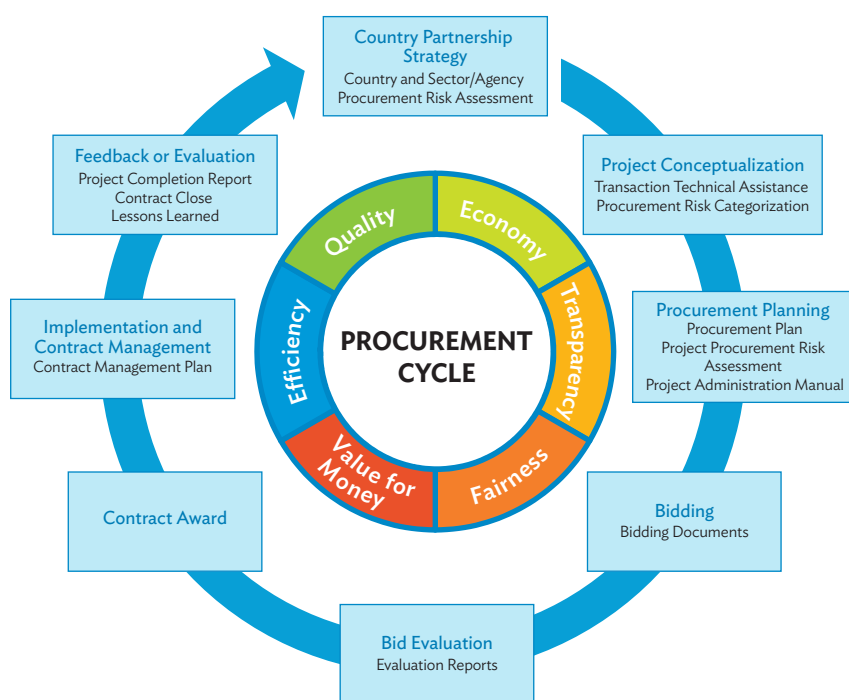 Country Partnership
Strategy
Country and Sector/Agency
Procurement Risk Assessment
Project Conceptualization
Transaction Technical Assistance
Procurement Risk Categorization
Procurement Planning
Procurement Plan
Project Procurement Risk
Assessment
Project Administration Manual
Bidding
Bidding Documents
Bid Evaluation
Evaluation Reports
Contract Award
Implementation and
Contract Management
Contract Management Plan
Feedback or Evaluation
Project Completion Report
Contract Close
Lessons Learned
Quality
Economy
Transparency
Fairness
Value for
Money
Efficiency
PROCUREMENT
CYCLE